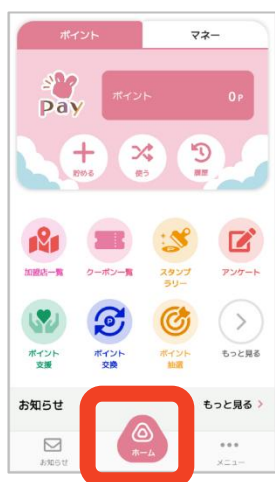 ポイント マネー
Pay
ポイント 0P
貯める 使う 履歴
加盟店一覧 クーポン一覧 スタンプ
ラリー アンケート
P
ポイント
支援 ポイント
交換 ポイント
抽選 もっと見る
お知らせ もっと見る
お知らせ ホーム メニュー